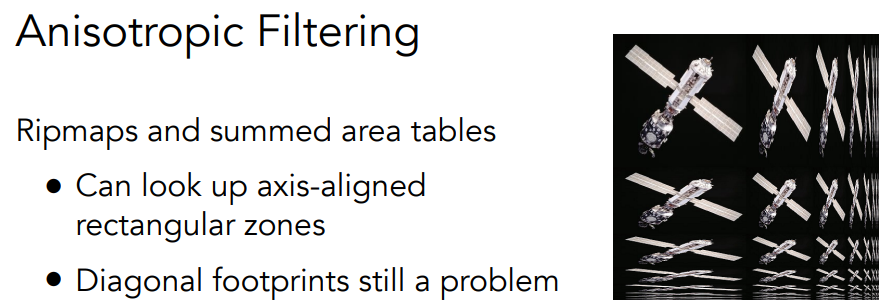 Anisotropic Filtering
Ripmaps and summed area tables
● Can look up axis-aligned
rectangular zones
● Diagonal footprints still a problem